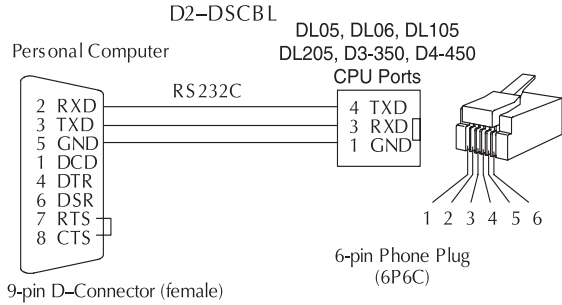 D2–DSCBL
DL05, DL06, DL105
DL205, D3-350, D4-450
CPU Ports
Personal Computer
RS232C
2 RXD
3 TXD
5 GND
1 DCD
4 DTR
6 DSR
7 RTS
8 CTS
4 TXD
3 RXD
1 GND
1 2 3 4 5 6
6-pin Phone Plug
(6P6C)
9-pin D–Connector (female)